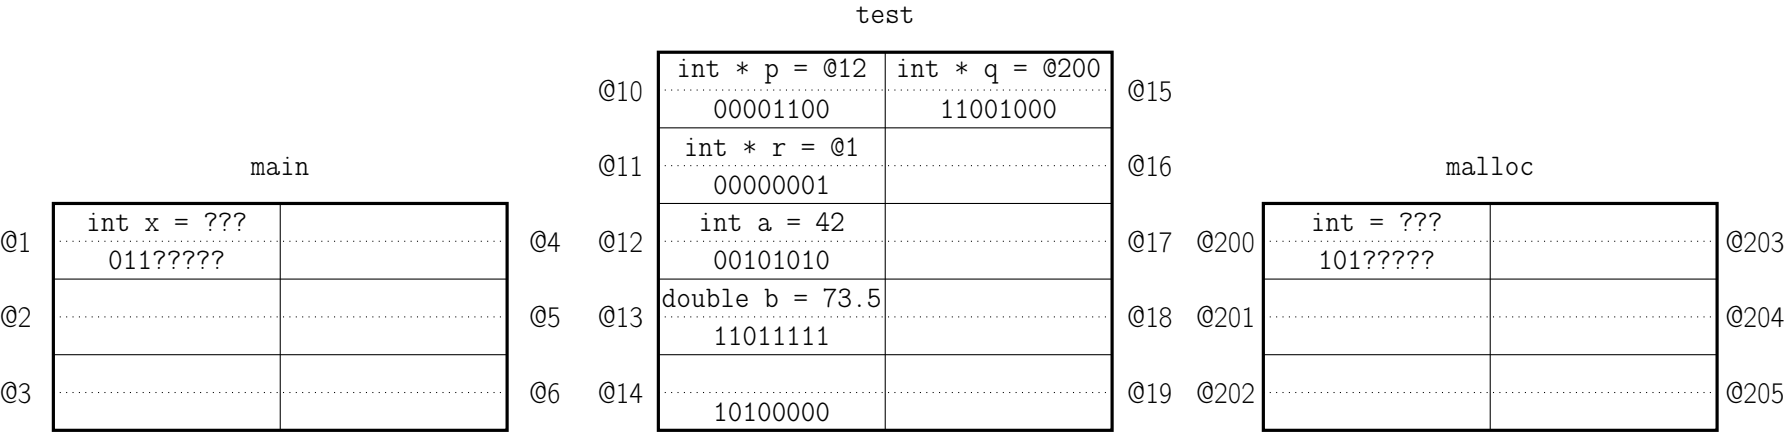 test
int * p = @12 int * q = @200
@10 @15
00001100 11001000
int * r = @1
@11 @16
00000001
main malloc
int x = ??? int a = 42 int = ???
@1 @4 @12 @17 @200 @203
011????? 00101010 101?????
double b = 73.5
@2 @5 @13 @18 @201 @204
11011111
@3 @6 @14 @19 @202 @205
10100000